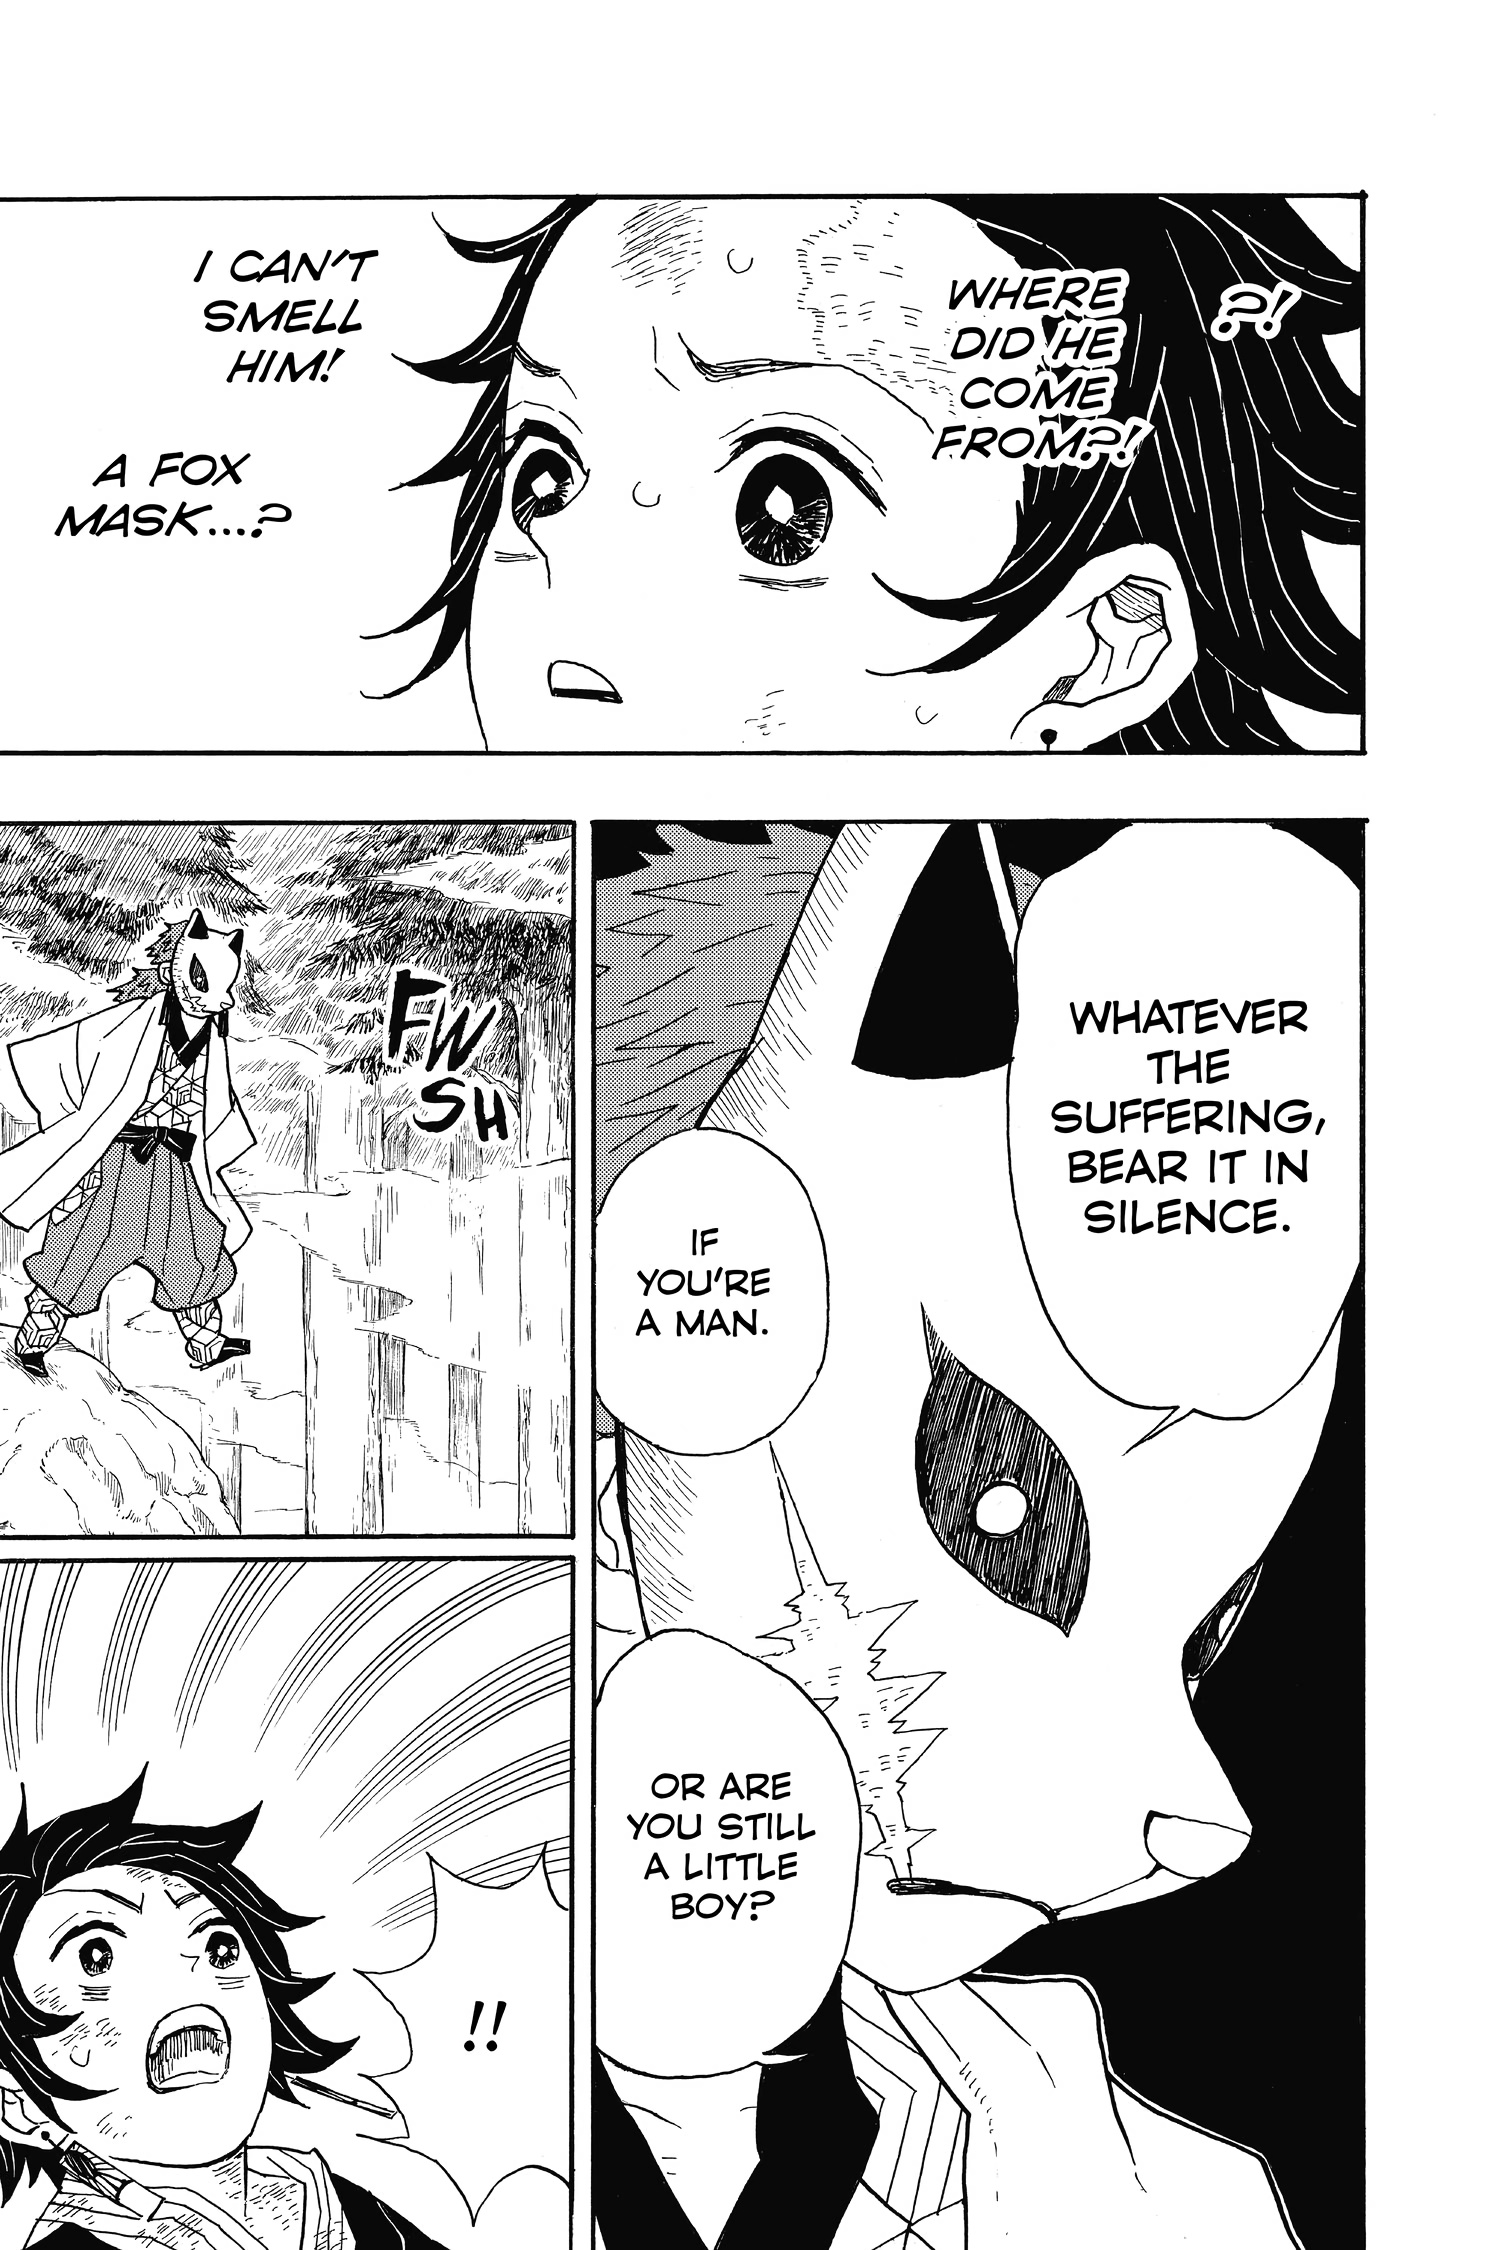 ?!
WHERE
DID HE
COME
FROM?!
I CAN'T
SMELL
HIM!
A FOX
MASK...?
WHATEVER
THE
SUFFERING,
BEAR IT IN
SILENCE.
IF
YOU'RE
A MAN.
OR ARE
YOU STILL
A LITTLE
BOY?
FW
SH
!!